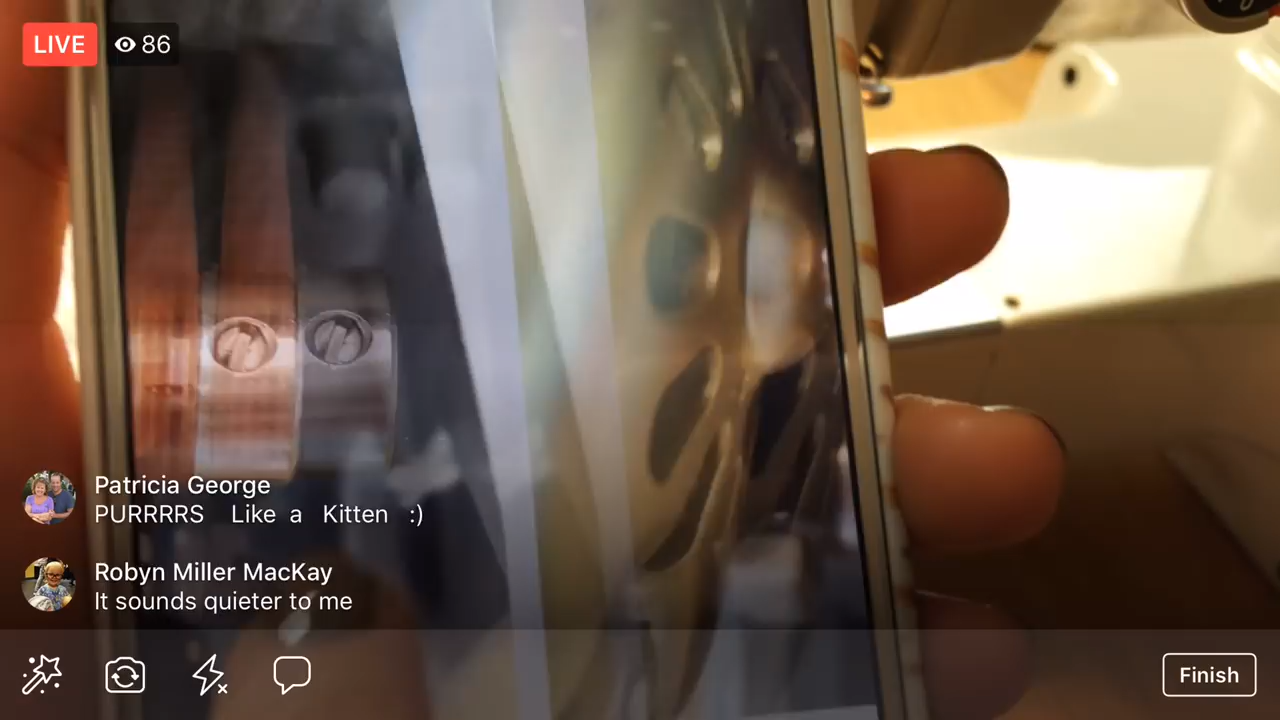 LIVE 86
Patricia George
PURRRRS Like a Kitten :)
Robyn Miller MacKay
It sounds quieter to me
Finish